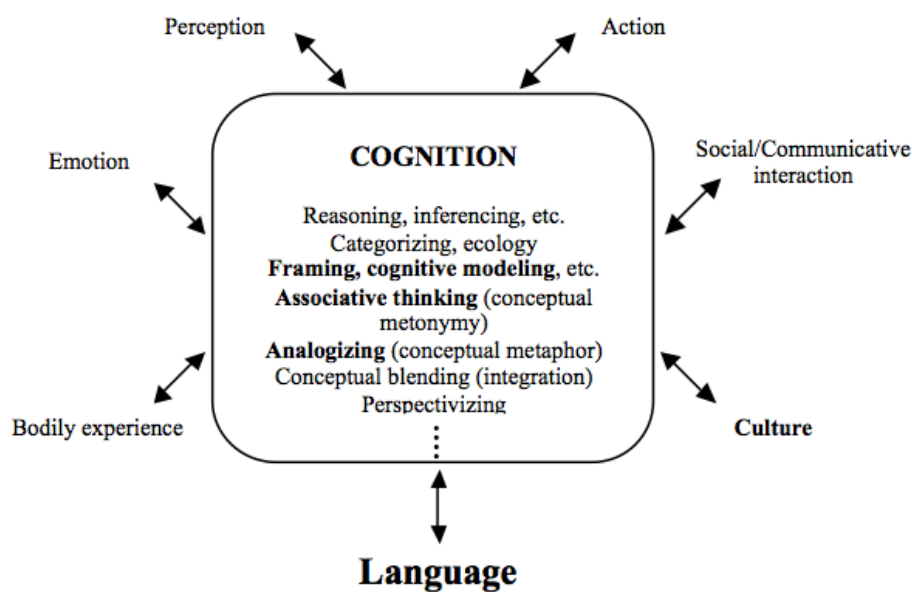 Perception
Action
Emotion
Social/Communicative
interaction
COGNITION
Reasoning, inferencing, etc.
Categorizing, ecology
Framing, cognitive modeling, etc.
Associative thinking (conceptual
metonymy)
Analogizing (conceptual metaphor)
Conceptual blending (integration)
Perspectivizing
Bodily experience
Culture
Language